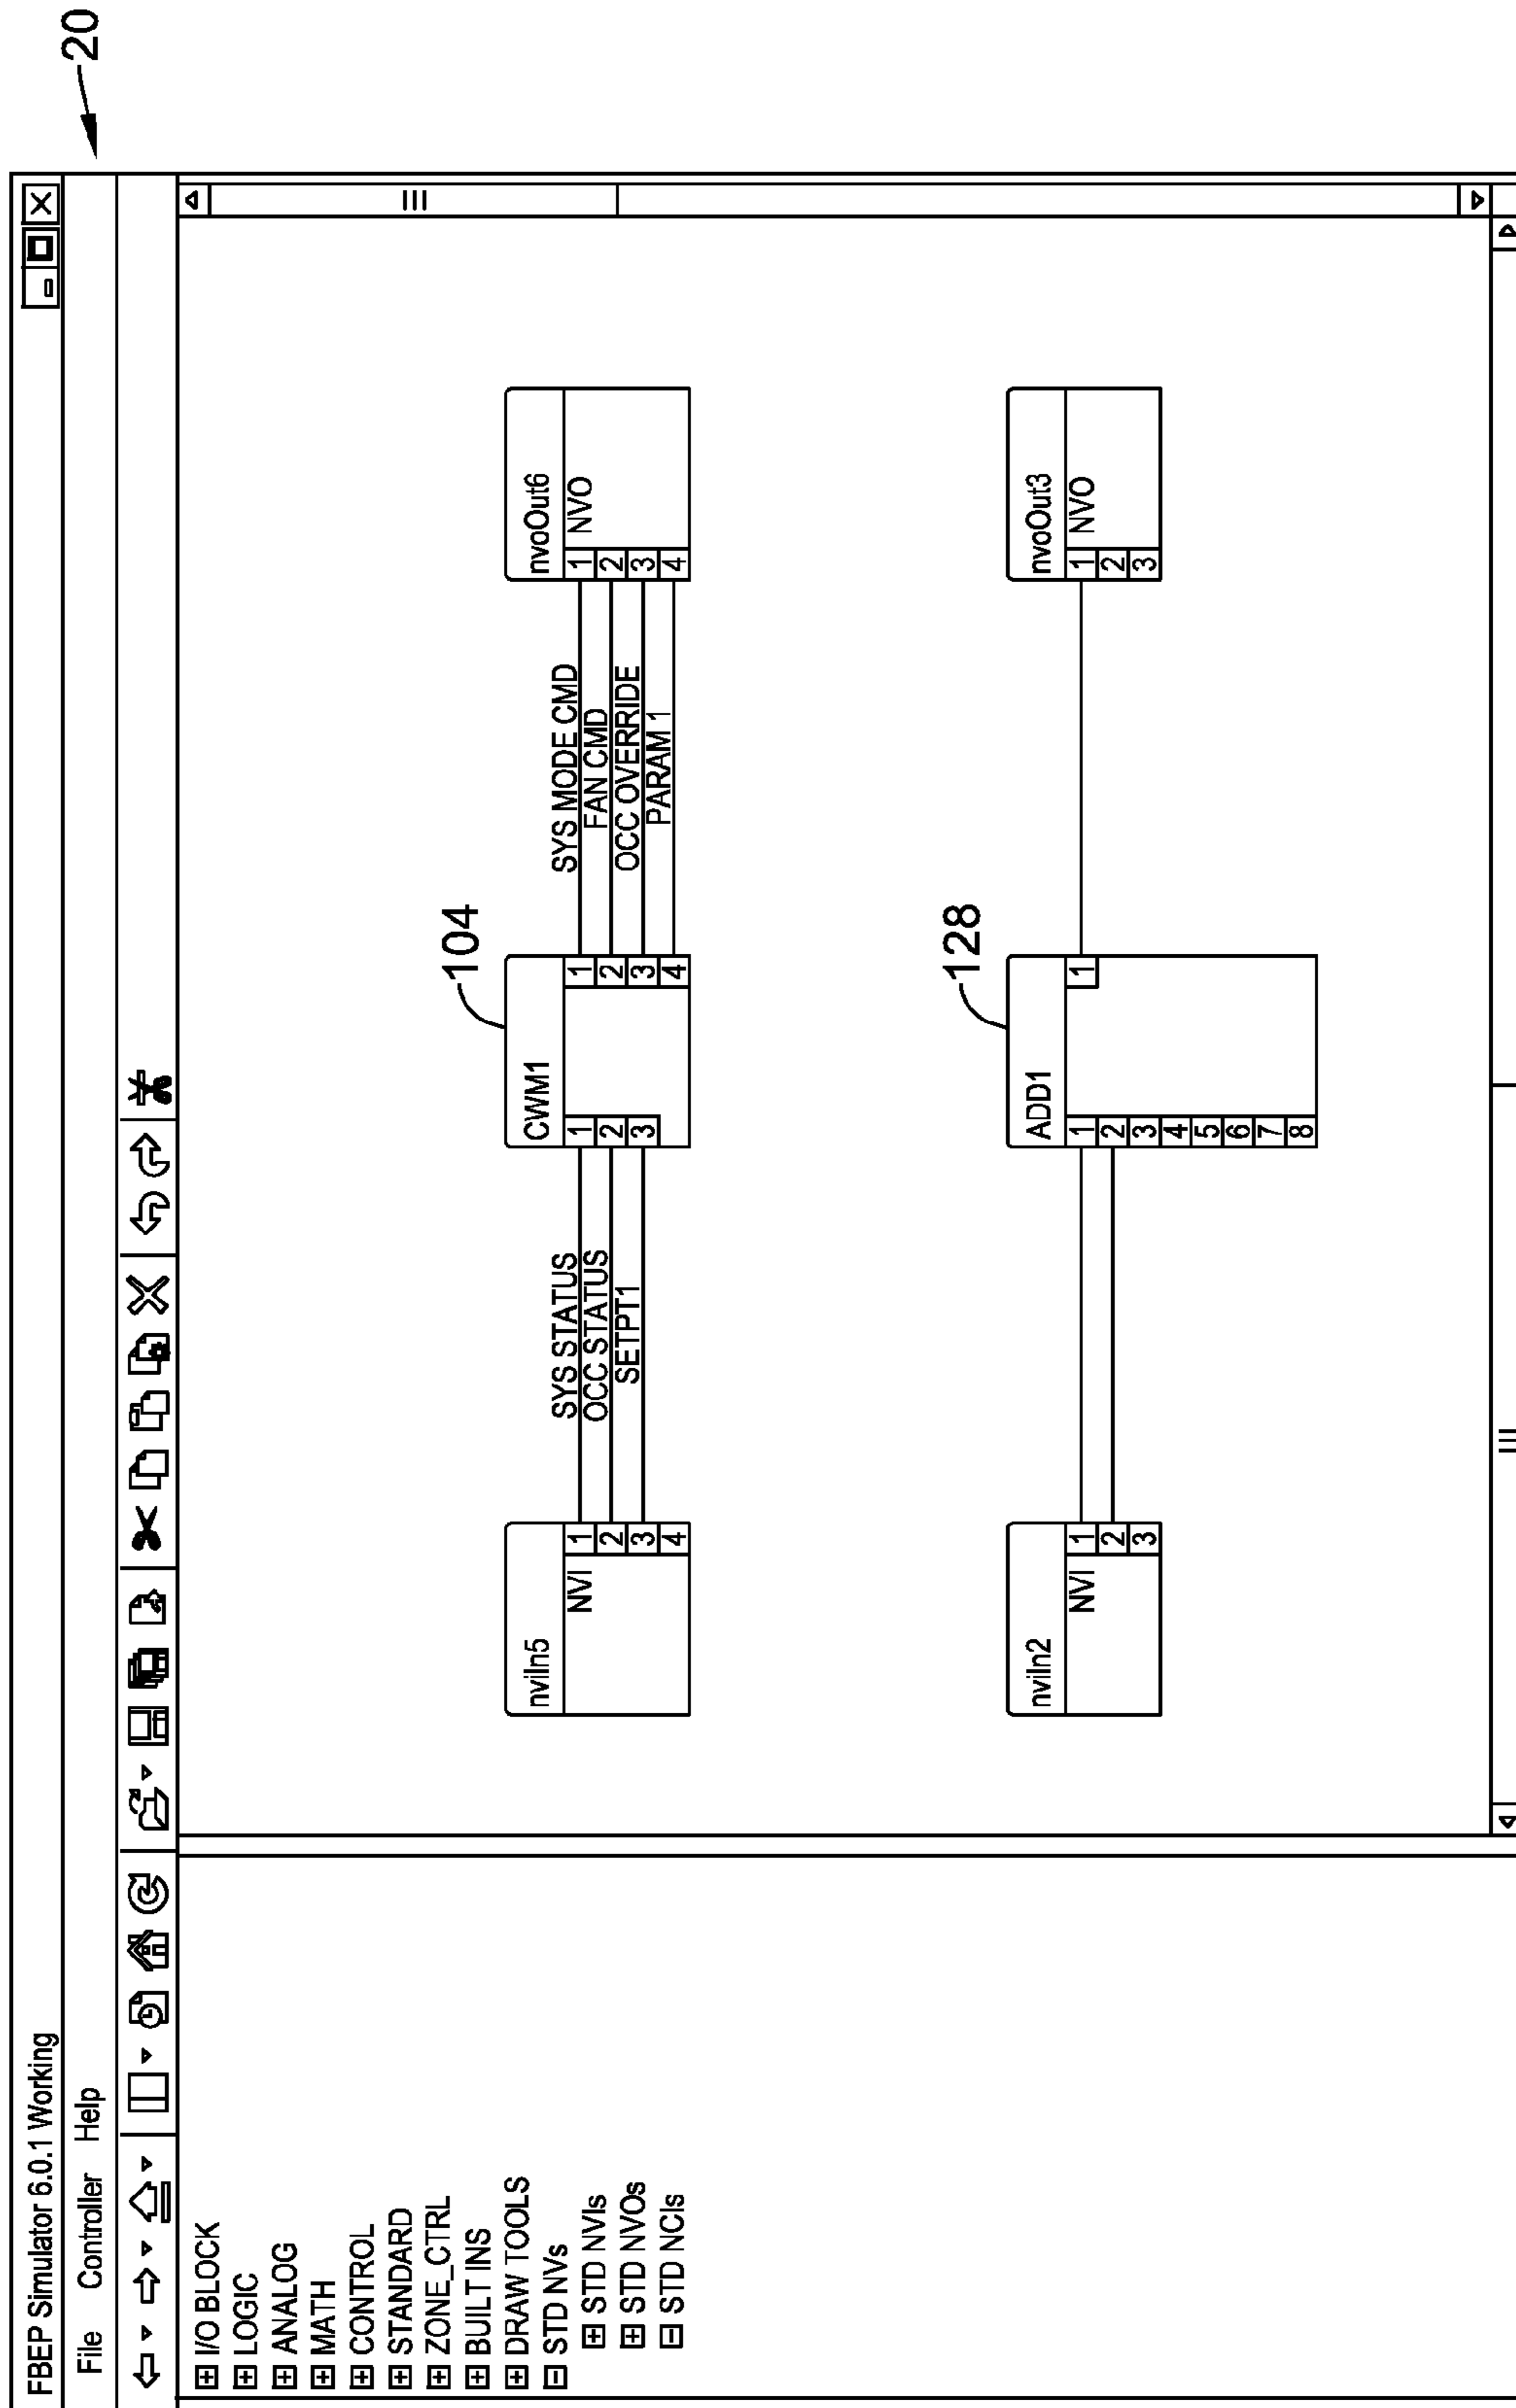 20
FBEP Simulator 6.0.1 Working
File Controller Help
I/O BLOCK
LOGIC
ANALOG
MATH
CONTROL
STANDARD
ZONE_CTRL
BUILT INS
DRAW TOOLS
STD NVs
STD NVIs
STD NVOs
STD NCIs
104
nviIn5
NVI
1
2
3
4
SYS STATUS
OCC STATUS
SETPT1
CWM1
1
2
3
1
2
3
4
SYS MODE CMD
FAN CMD
OCC OVERRIDE
PARAM 1
nvoOut6
NVO
1
2
3
4
128
nviIn2
NVI
1
2
3
ADD1
1
2
3
4
5
6
7
8
1
nvoOut3
NVO
1
2
3